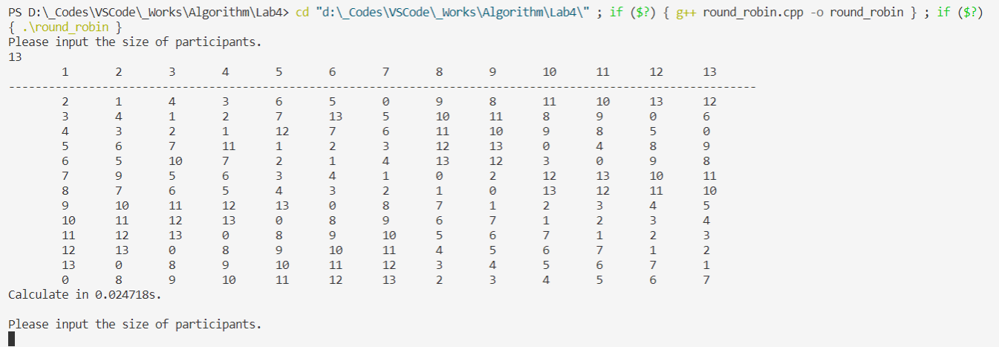 PS D:\_Codes\VSCode\_Works\Algorithm\Lab4> cd "d:\_Codes\VSCode\_Works\Algorithm\Lab4\" ; if ($?) { g++ round_robin.cpp -o round_robin } ; if ($?)
{ .\round_robin }
Please input the size of participants.
13
1 2 3 4 5 6 7 8 9 10 11 12 13
----------------------------------------------------------------------------------------------------------------
2 1 4 3 6 5 0 9 8 11 10 13 12
3 4 1 2 7 13 5 10 11 8 9 0 6
4 3 2 1 12 7 6 11 10 9 8 5 0
5 6 7 11 1 2 3 12 13 0 4 8 9
6 5 10 7 2 1 4 13 12 3 0 9 8
7 9 5 6 3 4 1 0 2 12 13 10 11
8 7 6 5 4 3 2 1 0 13 12 11 10
9 10 11 12 13 0 8 7 1 2 3 4 5
10 11 12 13 0 8 9 6 7 1 2 3 4
11 12 13 0 8 9 10 5 6 7 1 2 3
12 13 0 8 9 10 11 4 5 6 7 1 2
13 0 8 9 10 11 12 3 4 5 6 7 1
0 8 9 10 11 12 13 2 3 4 5 6 7
Calculate in 0.024718s.
Please input the size of participants.